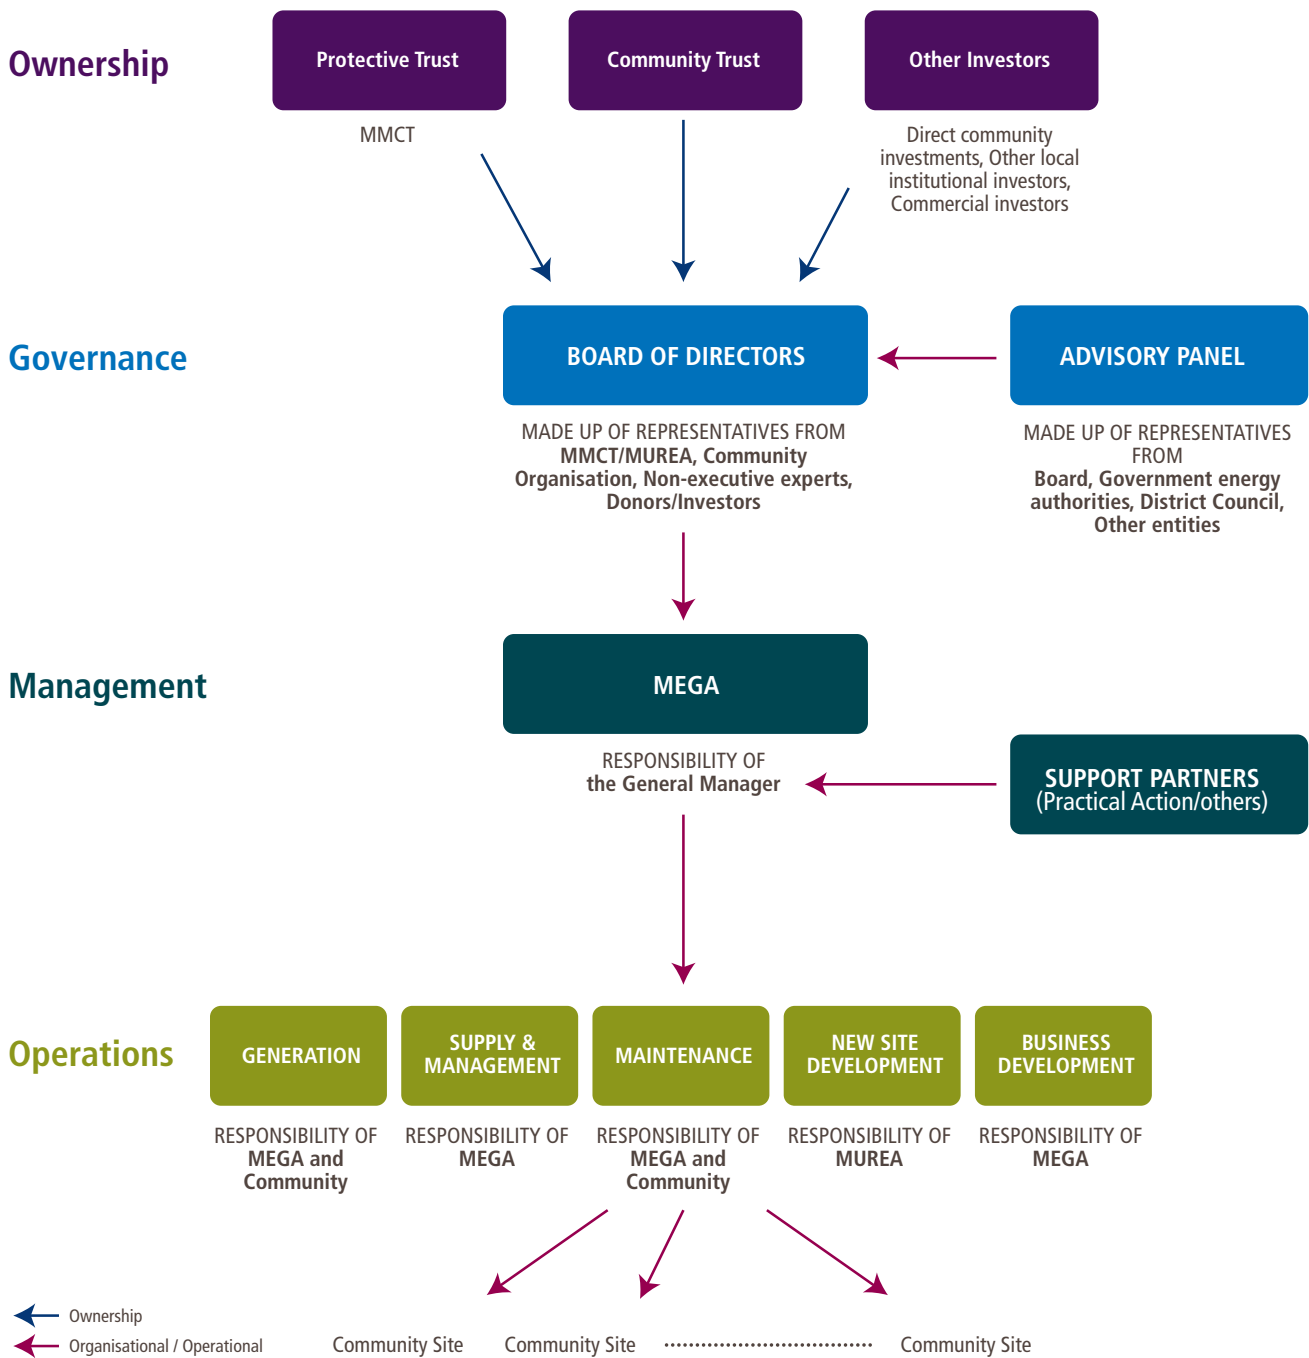 Ownership
Protective Trust
Community Trust
Other Investors
MMCT
Direct community
investments, Other local
institutional investors,
Commercial investors
Governance
BOARD OF DIRECTORS
ADVISORY PANEL
MADE UP OF REPRESENTATIVES FROM
MMCT/MUREA, Community
Organisation, Non-executive experts,
Donors/Investors
MADE UP OF REPRESENTATIVES
FROM
Board, Government energy
authorities, District Council,
Other entities
Management
MEGA
RESPONSIBILITY OF
the General Manager
SUPPORT PARTNERS
(Practical Action/others)
Operations
GENERATION
SUPPLY &
MANAGEMENT
MAINTENANCE
NEW SITE
DEVELOPMENT
BUSINESS
DEVELOPMENT
RESPONSIBILITY OF
MEGA and
Community
RESPONSIBILITY OF
MEGA
RESPONSIBILITY OF
MEGA and
Community
RESPONSIBILITY OF
MUREA
RESPONSIBILITY OF
MEGA
Ownership
Organisational / Operational
Community Site
Community Site
Community Site